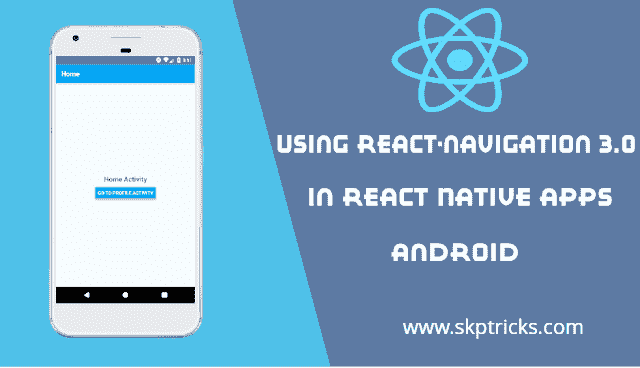 Home
Home Activity
GO TO PROFILE ACTIVITY
USING REACT-NAVIGATION 3.0
IN REACT NATIVE APPS
ANDROID
www.skptricks.com